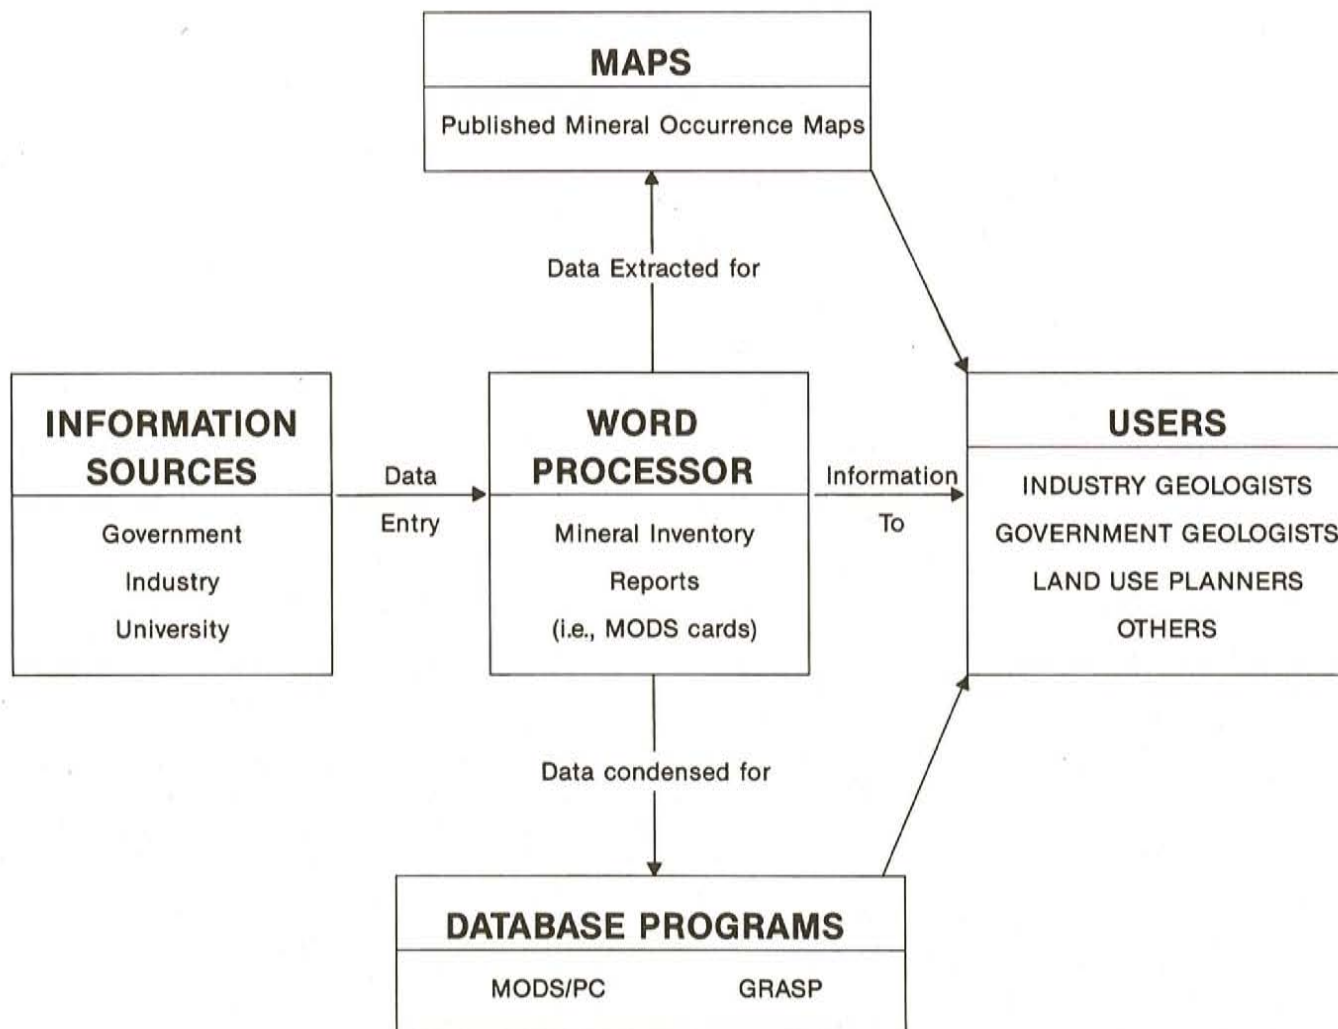 MAPS
Published Mineral Occurrence Maps
Data Extracted for
INFORMATION
SOURCES
Government
Industry
University
Data
Entry
WORD
PROCESSOR
Mineral Inventory
Reports
(i.e., MODS cards)
Information
To
USERS
INDUSTRY GEOLOGISTS
GOVERNMENT GEOLOGISTS
LAND USE PLANNERS
OTHERS
Data condensed for
DATABASE PROGRAMS
MODS/PC GRASP